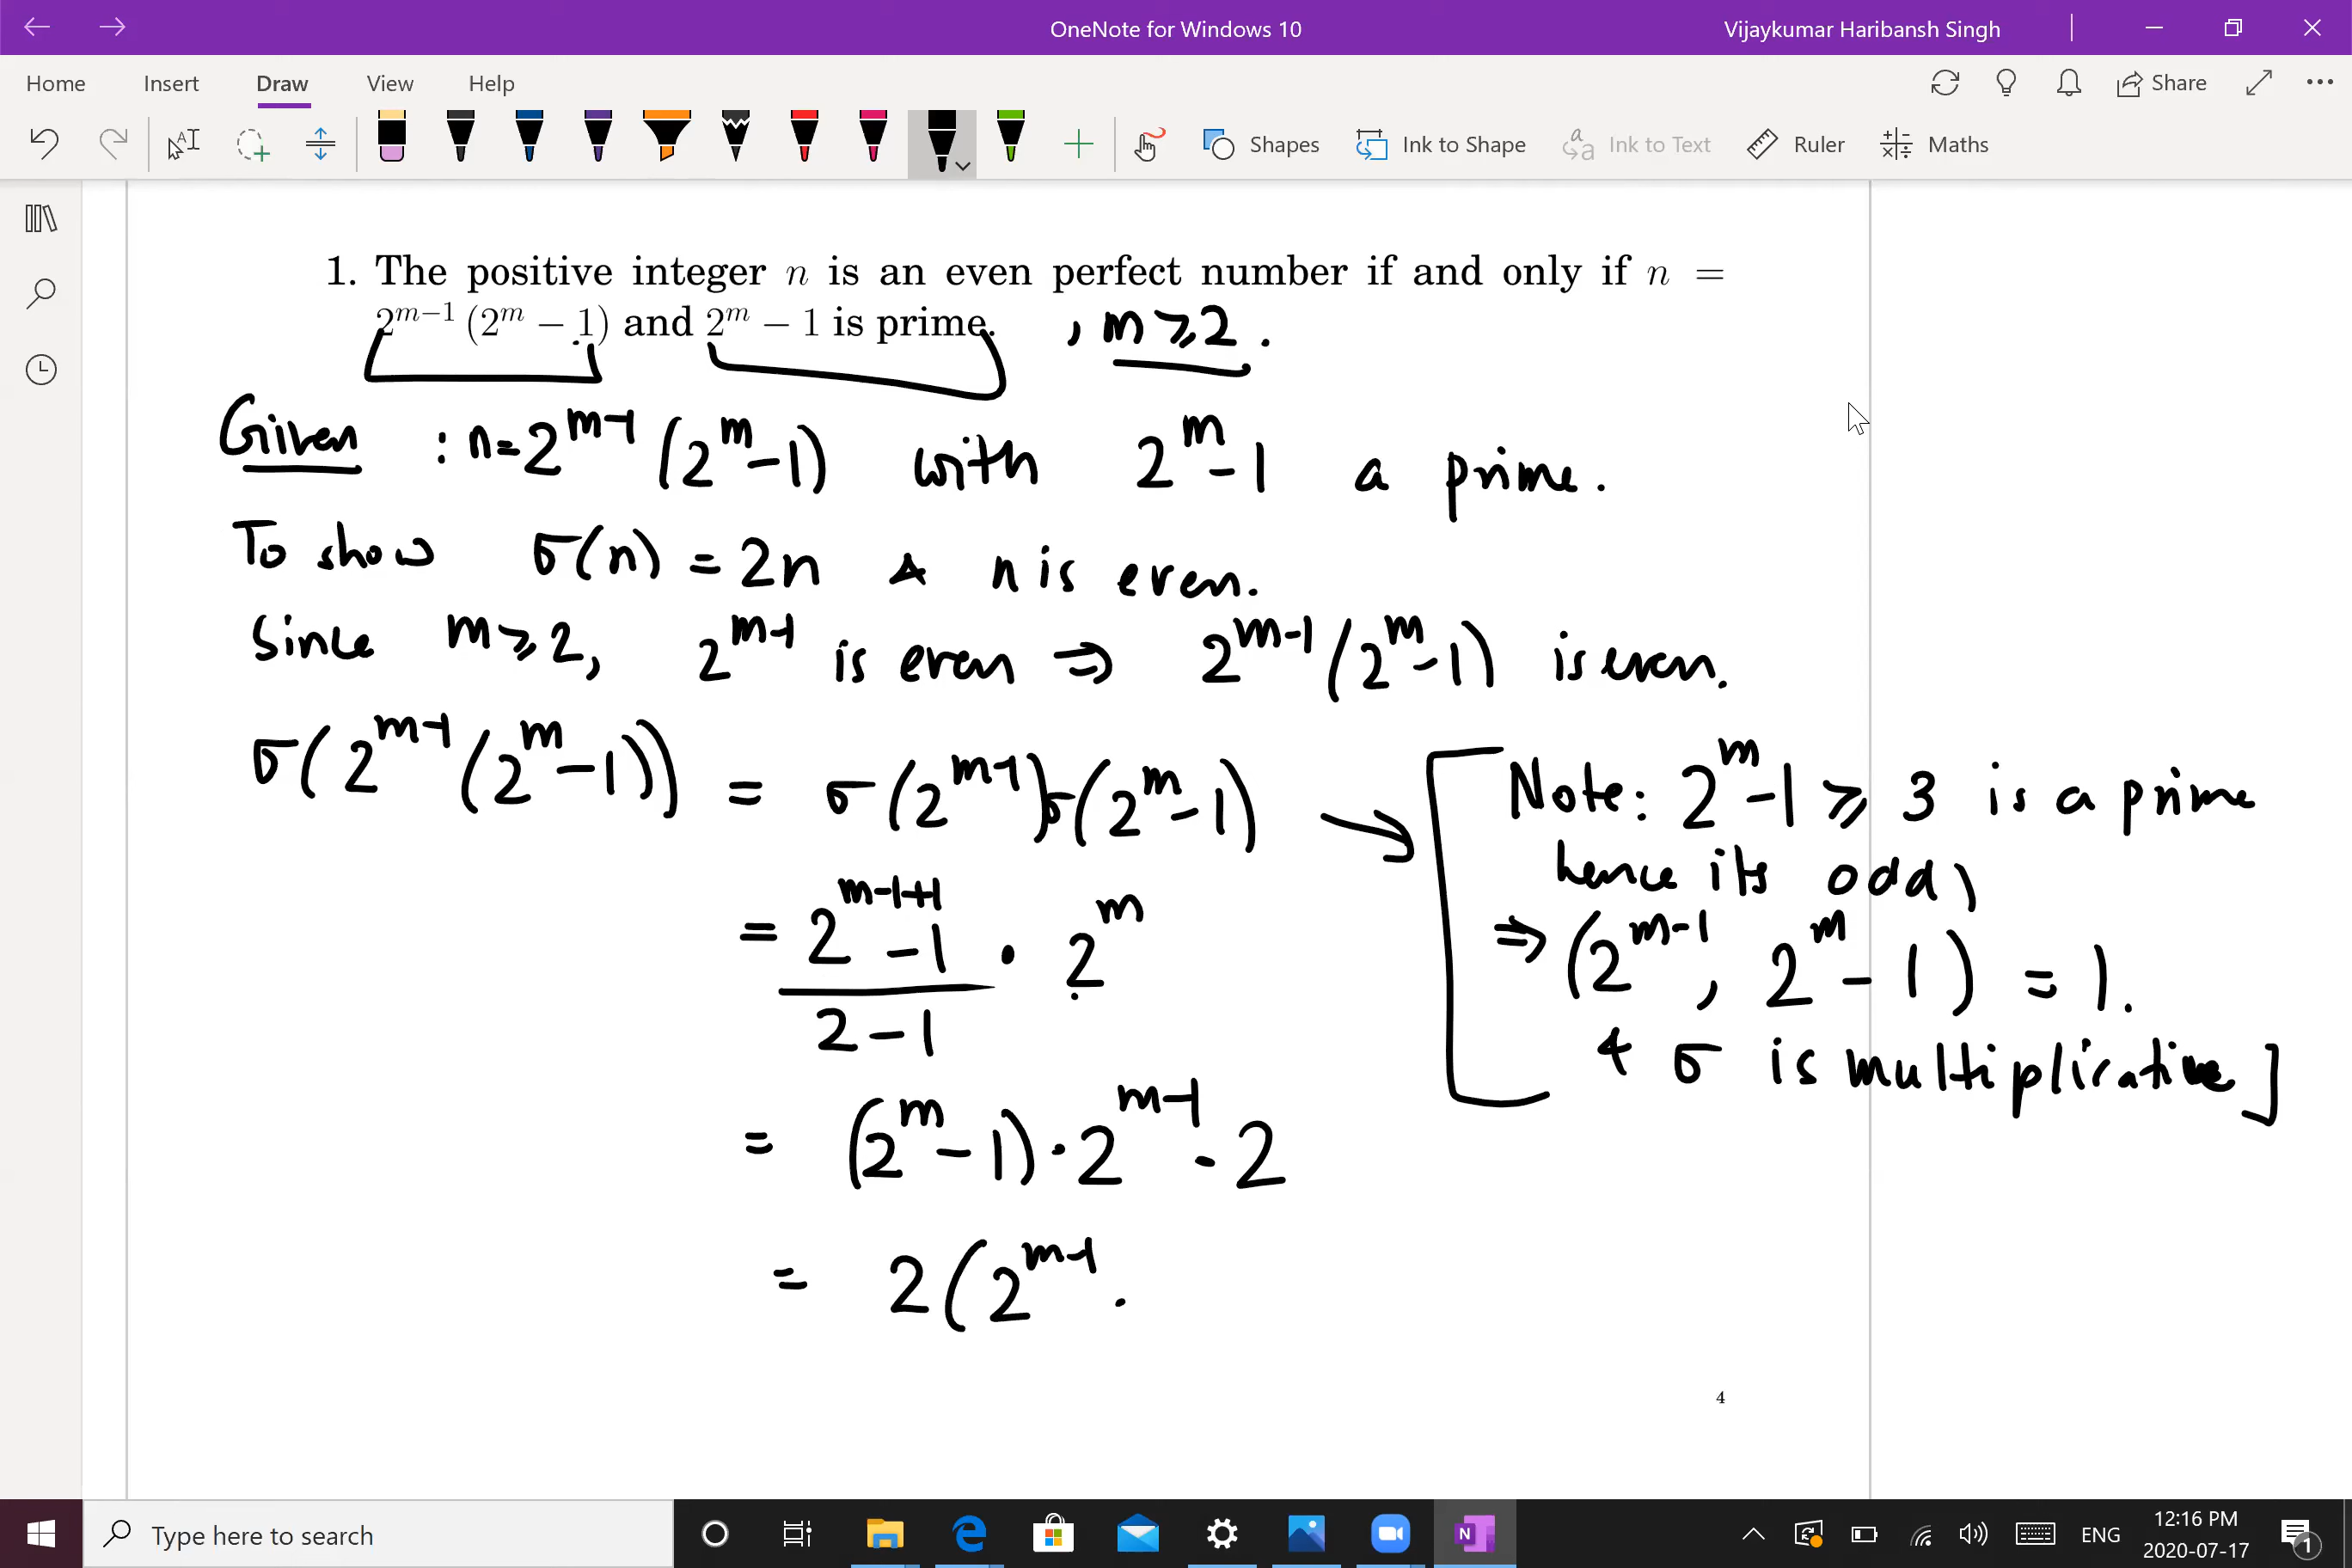 OneNote for Windows 10
Vijaykumar Haribansh Singh
Home Insert Draw View Help
Share
Shapes Ink to Shape Ink to Text Ruler Maths
1. The positive integer n is an even perfect number if and only if n =
2^{m−1} (2^m − 1) and 2^m − 1 is prime. , m ⩾ 2.
Given : n = 2^{m-1} (2^m - 1) with 2^m - 1 a prime.
To show σ(n) = 2n & n is even.
Since m ⩾ 2, 2^{m-1} is even ⇒ 2^{m-1} (2^m - 1) is even.
σ(2^{m-1} (2^m - 1)) = σ(2^{m-1}) σ(2^m - 1) →
[Note: 2^m - 1 ⩾ 3 is a prime
hence its odd,
⇒ (2^{m-1}, 2^m - 1) = 1.
& σ is multiplicative]
= (2^{m-1+1} - 1)/(2 - 1) · 2^m
= (2^m - 1) · 2^{m-1} · 2
= 2 (2^{m-1} ·
4
Type here to search
ENG
12:16 PM
2020-07-17
1